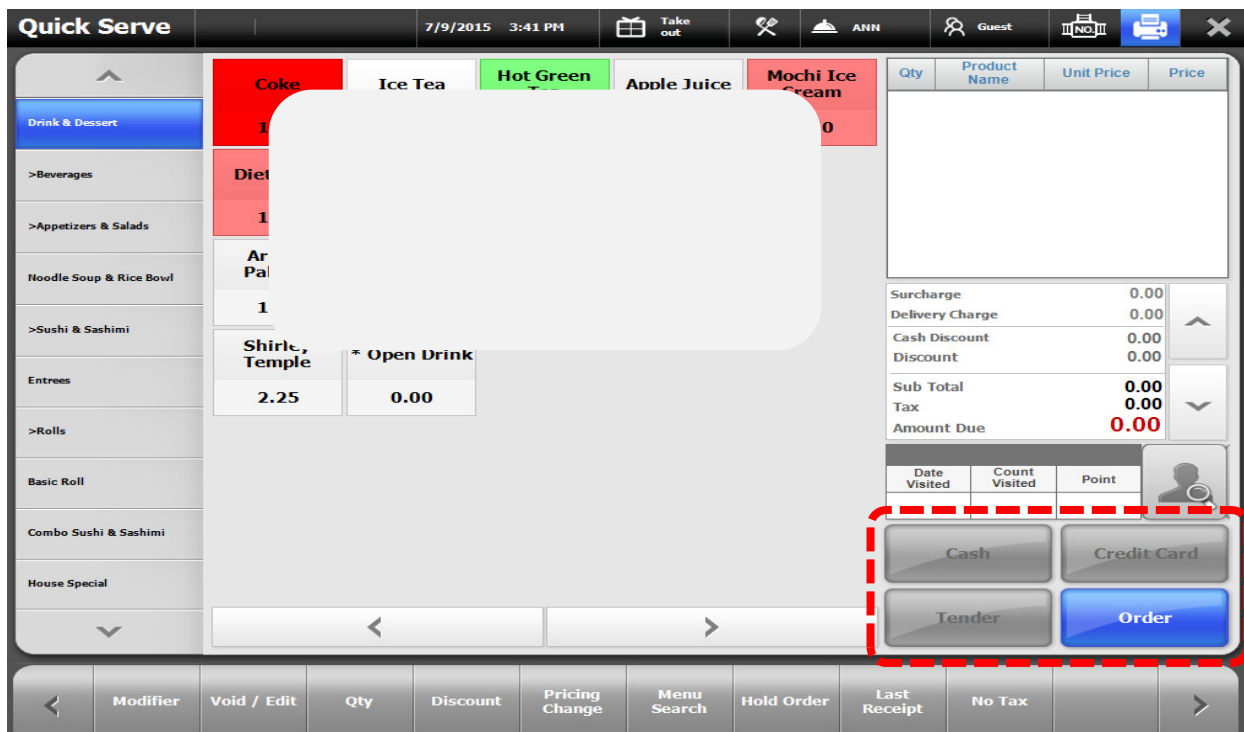 Quick Serve
7/9/2015 3:41 PM
Take
out
ANN
Guest
NO.
Drink & Dessert
>Beverages
>Appetizers & Salads
Noodle Soup & Rice Bowl
>Sushi & Sashimi
Entrees
>Rolls
Basic Roll
Combo Sushi & Sashimi
House Special
Coke
Ice Tea
Hot Green
Apple Juice
Mochi Ice
Cream
Shirley
Temple
2.25
* Open Drink
0.00
Qty
Product
Name
Unit Price
Price
Surcharge 0.00
Delivery Charge 0.00
Cash Discount 0.00
Discount 0.00
Sub Total 0.00
Tax 0.00
Amount Due 0.00
Date
Visited
Count
Visited
Point
Cash
Credit Card
Tender
Order
Modifier
Void / Edit
Qty
Discount
Pricing
Change
Menu
Search
Hold Order
Last
Receipt
No Tax